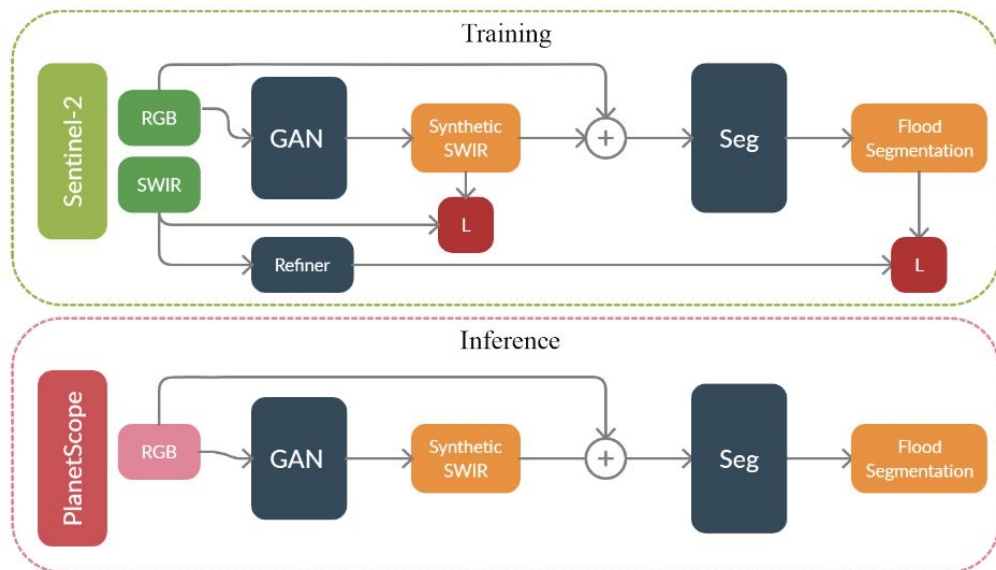 Training
Sentinel-2
RGB
SWIR
GAN
Synthetic
SWIR
+
Seg
Flood
Segmentation
L
Refiner
L
Inference
PlanetScope
RGB
GAN
Synthetic
SWIR
+
Seg
Flood
Segmentation